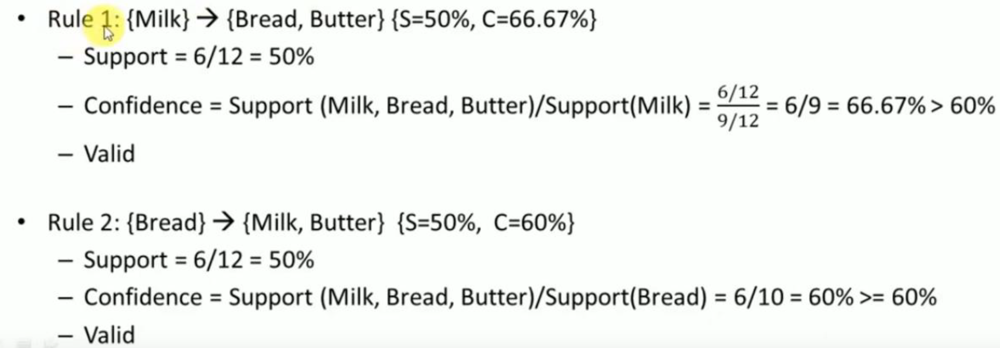 • Rule 1: {Milk} → {Bread, Butter} {S=50%, C=66.67%}
– Support = 6/12 = 50%
– Confidence = Support (Milk, Bread, Butter)/Support(Milk) = (6/12)/(9/12) = 6/9 = 66.67% > 60%
– Valid
• Rule 2: {Bread} → {Milk, Butter} {S=50%, C=60%}
– Support = 6/12 = 50%
– Confidence = Support (Milk, Bread, Butter)/Support(Bread) = 6/10 = 60% >= 60%
– Valid